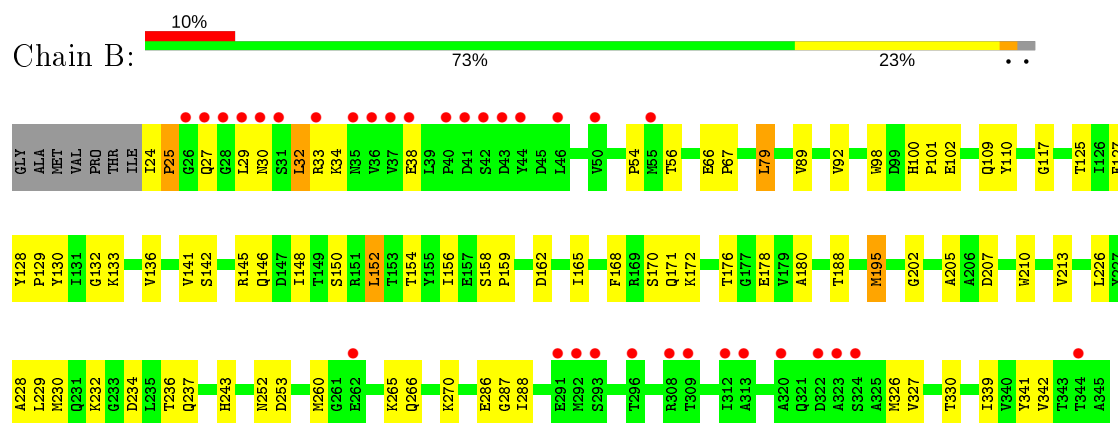 10%
Chain B:
73% 23% • •
GLY ALA MET VAL PRO THR ILE I24 P25 G26 Q27 G28 L29 N30 S31 L32 R33 K34 N35 V36 V37 E38 L39 P40 D41 S42 D43 Y44 D45 L46 V50 P54 M55 T56 E66 P67 L79 V89 V92 W98 D99 H100 P101 E102 Q109 Y110 G117 T125 I126
Y128 P129 Y130 I131 G132 K133 V136 V141 S142 R145 Q146 D147 I148 T149 S150 R151 L152 T153 T154 Y155 I156 E157 S158 P159 D162 I165 F168 R169 S170 Q171 K172 T176 G177 E178 V179 A180 T188 M195 G202 A205 A206 D207 W210 V213 L226
A228 L229 M230 Q231 K232 G233 D234 L235 T236 Q237 H243 N252 D253 M260 G261 E262 K265 Q266 K270 E286 G287 I288 E291 M292 S293 T296 R308 T309 I312 A313 A320 Q321 D322 A323 S324 A325 M326 V327 T330 I339 V340 Y341 V342 T343 T344 A345